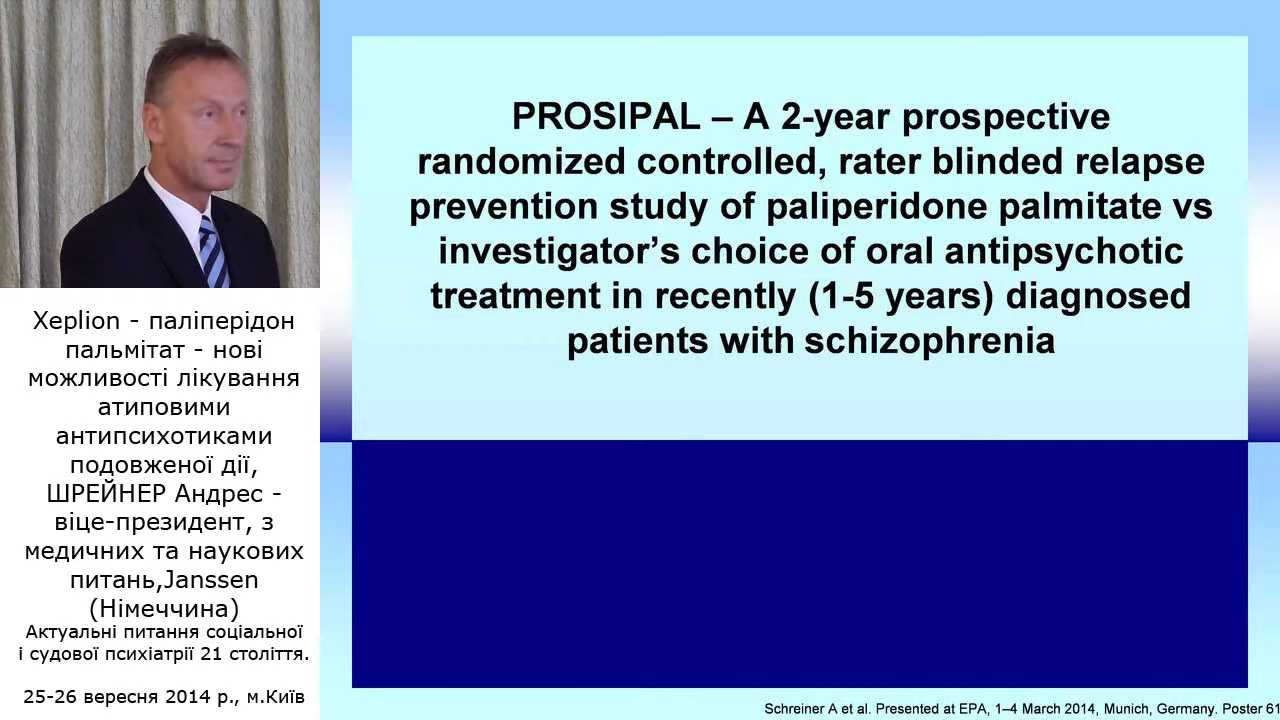 PROSIPAL – A 2-year prospective
randomized controlled, rater blinded relapse
prevention study of paliperidone palmitate vs
investigator’s choice of oral antipsychotic
treatment in recently (1-5 years) diagnosed
patients with schizophrenia
Xeplion - паліперідон
пальмітат - нові
можливості лікування
атиповими
антипсихотиками
подовженої дії,
ШРЕЙНЕР Андрес -
віце-президент, з
медичних та наукових
питань,Janssen
(Німеччина)
Актуальні питання соціальної
і судової психіатрії 21 століття.
25-26 вересня 2014 р., м.Київ
Schreiner A et al. Presented at EPA, 1–4 March 2014, Munich, Germany. Poster 61